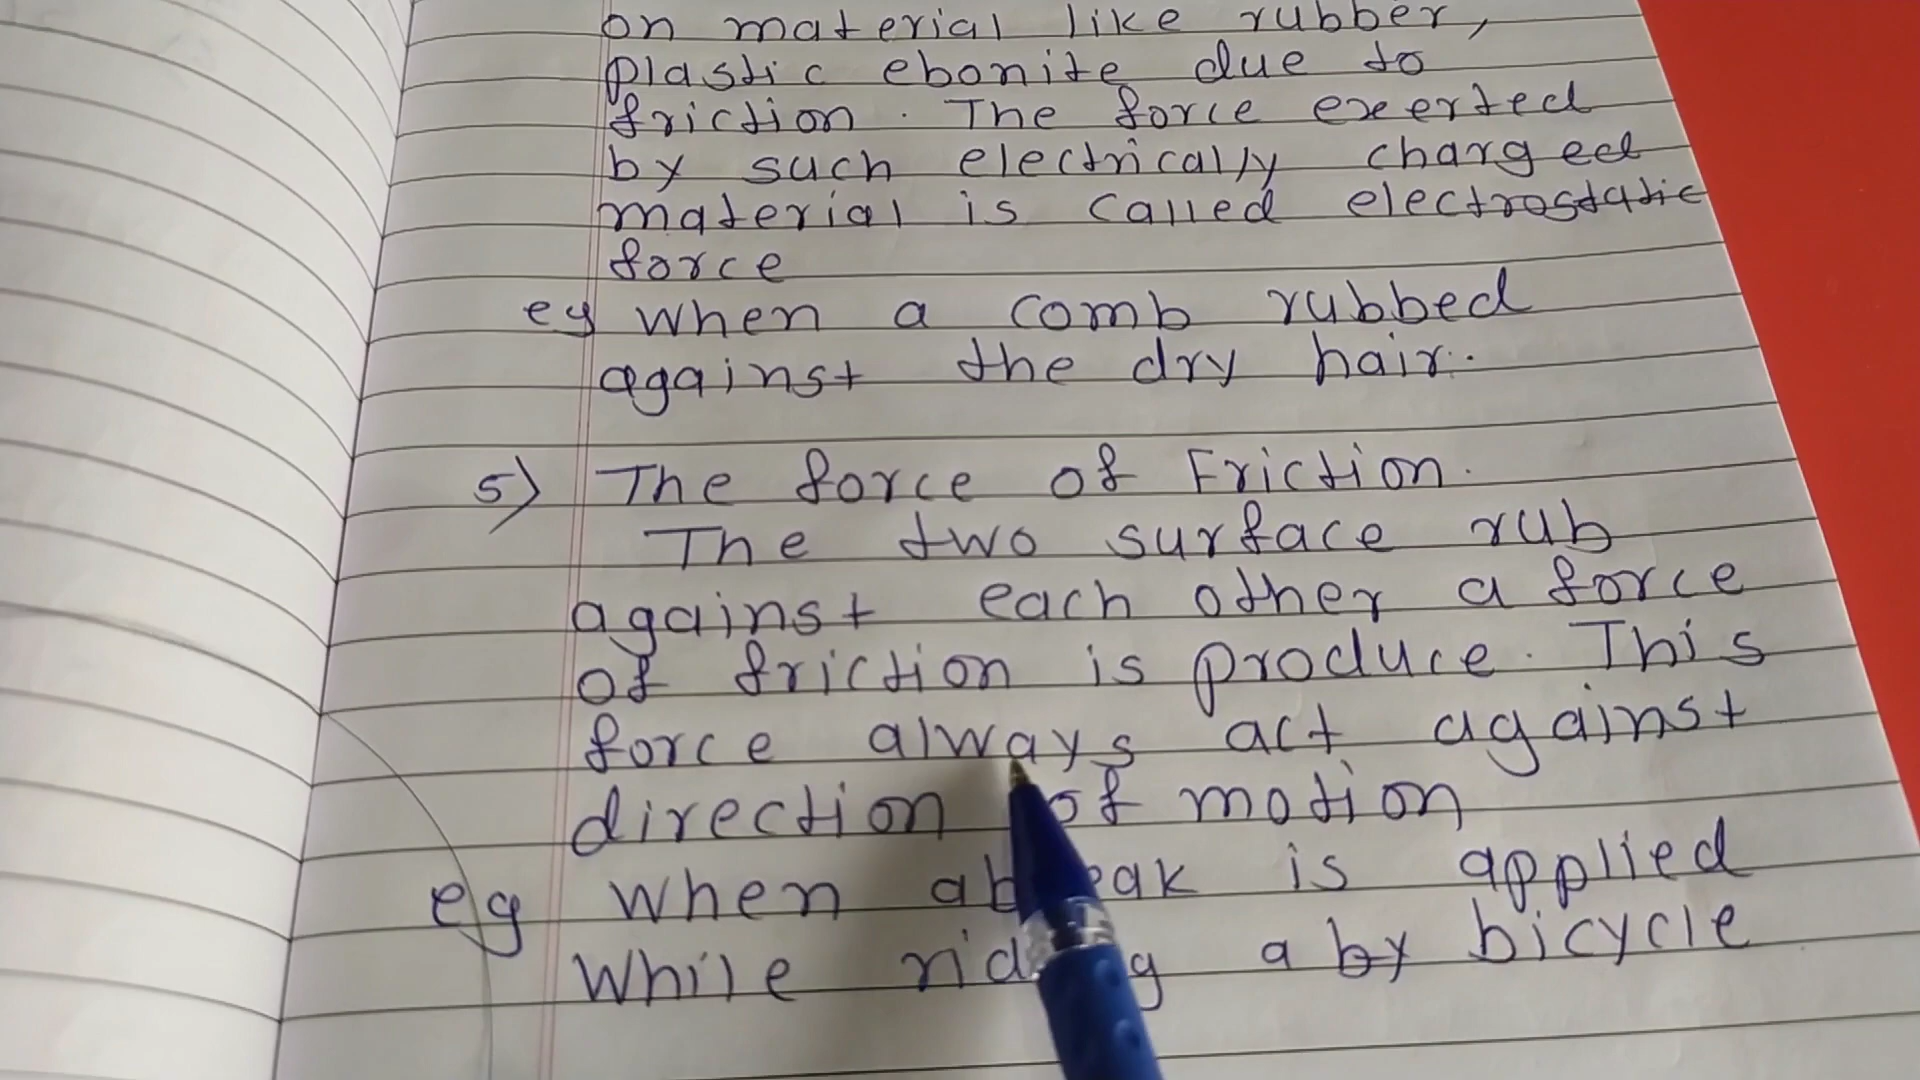 on material like rubber,
plastic ebonite due to
friction. The force exerted
by such electrically charged
material is called electrostatic
force
eg when a comb rubbed
against the dry hair.
5) The force of Friction.
The two surface rub
against each other a force
of friction is produce. This
force always act against
direction of motion
eg when a is applied
while a by bicycle